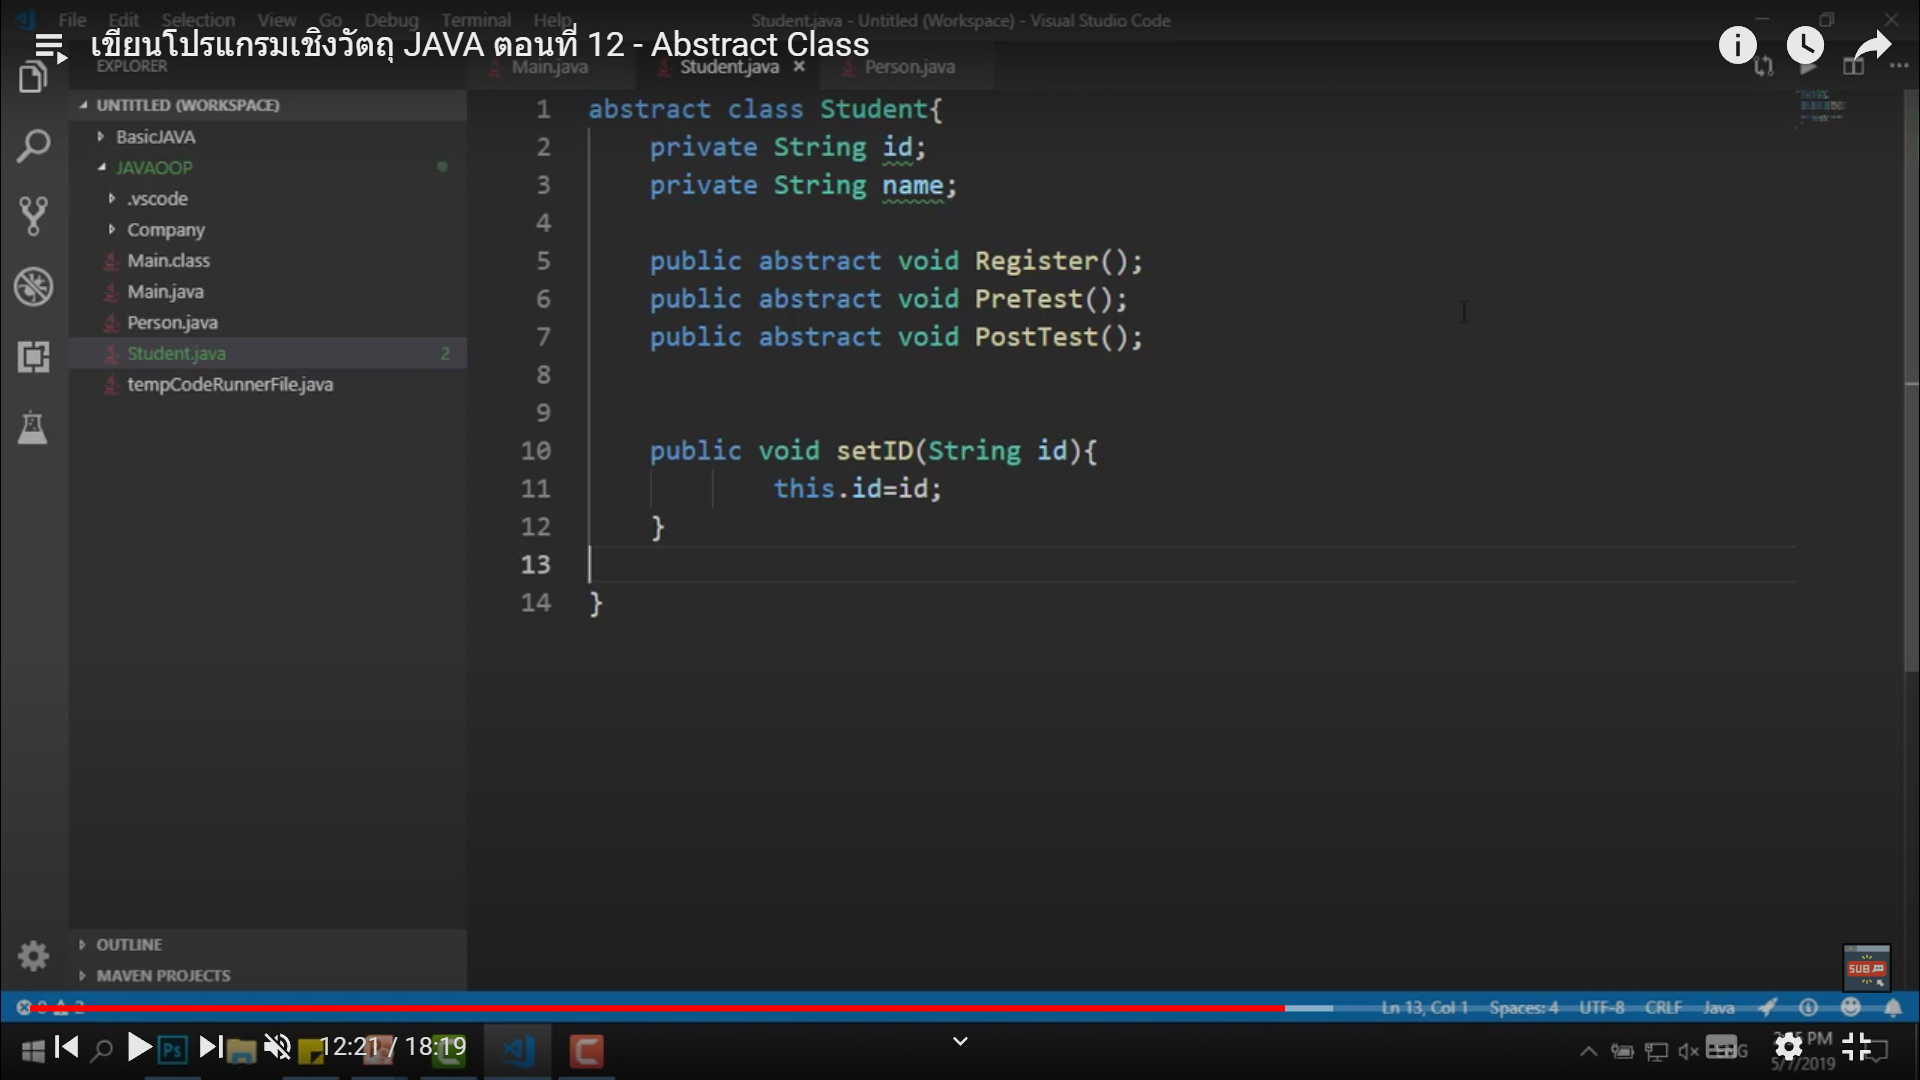 File Edit Selection View Go Debug Terminal Help
Student.java - Untitled (Workspace) - Visual Studio Code
เขียนโปรแกรมเชิงวัตถุ JAVA ตอนที่ 12 - Abstract Class
EXPLORER
Main.java Student.java Person.java
UNTITLED (WORKSPACE)
BasicJAVA
JAVAOOP
.vscode
Company
Main.class
Main.java
Person.java
Student.java 2
tempCodeRunnerFile.java
1 abstract class Student{
2 private String id;
3 private String name;
4
5 public abstract void Register();
6 public abstract void PreTest();
7 public abstract void PostTest();
8
9
10 public void setID(String id){
11 this.id=id;
12 }
13
14 }
OUTLINE
MAVEN PROJECTS
SUB
Ln 13, Col 1 Spaces: 4 UTF-8 CRLF Java
Ps
12:21 / 18:19
PM
5/7/2019